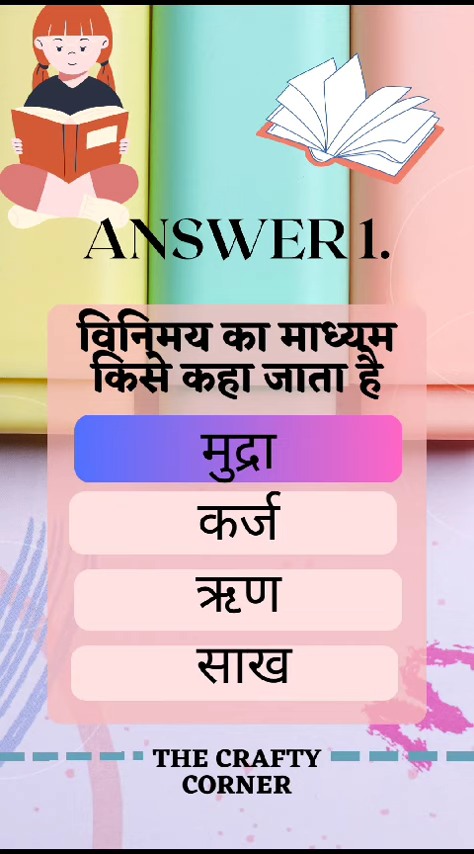 ANSWER 1.
विनिमय का माध्यम
किसे कहा जाता है
मुद्रा
कर्ज
ऋण
साख
THE CRAFTY
CORNER